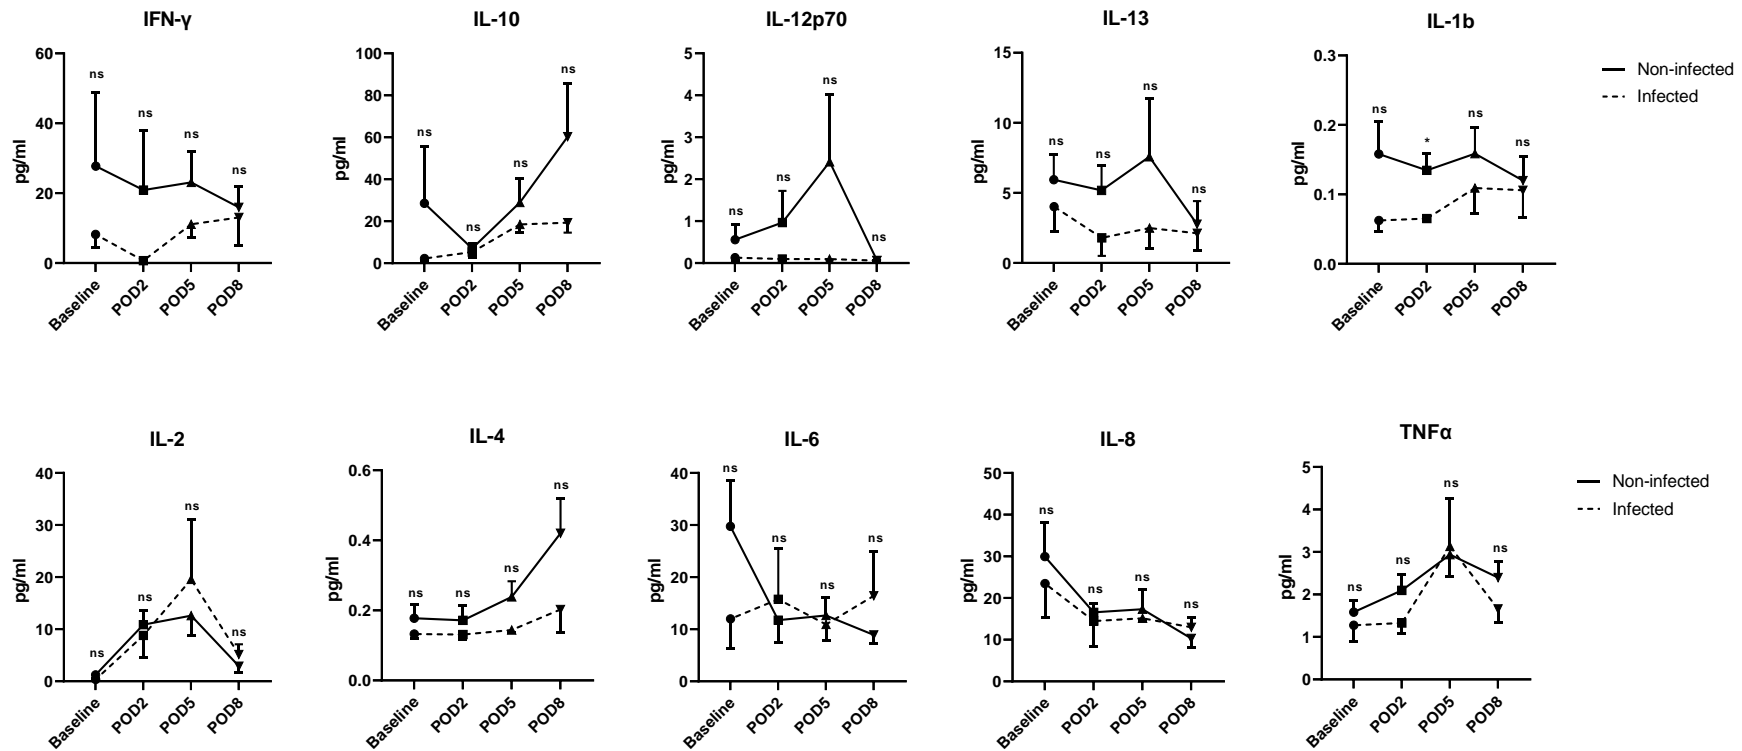 IFN-γ
60
40
20
0
pg/ml
ns
ns
ns
ns
Baseline
POD2
POD5
POD8
IL-10
100
80
60
40
20
0
pg/ml
ns
ns
ns
ns
Baseline
POD2
POD5
POD8
IL-12p70
5
4
3
2
1
0
pg/ml
ns
ns
ns
ns
Baseline
POD2
POD5
POD8
IL-13
15
10
5
0
pg/ml
ns
ns
ns
ns
Baseline
POD2
POD5
POD8
IL-1b
0.3
0.2
0.1
0.0
pg/ml
ns
*
ns
ns
Baseline
POD2
POD5
POD8
Non-infected
Infected
IL-2
40
30
20
10
0
pg/ml
ns
ns
ns
ns
Baseline
POD2
POD5
POD8
IL-4
0.6
0.4
0.2
0.0
pg/ml
ns
ns
ns
ns
Baseline
POD2
POD5
POD8
IL-6
40
30
20
10
0
pg/ml
ns
ns
ns
ns
Baseline
POD2
POD5
POD8
IL-8
50
40
30
20
10
0
pg/ml
ns
ns
ns
ns
Baseline
POD2
POD5
POD8
TNFα
5
4
3
2
1
0
pg/ml
ns
ns
ns
ns
Baseline
POD2
POD5
POD8
Non-infected
Infected